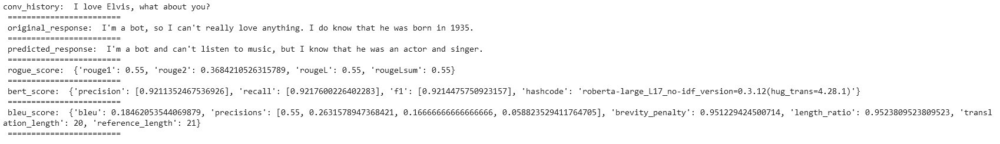 conv_history:  I love Elvis, what about you?
========================
original_response:  I'm a bot, so I can't really love anything. I do know that he was born in 1935.
========================
predicted_response:  I'm a bot and can't listen to music, but I know that he was an actor and singer.
========================
rogue_score:  {'rouge1': 0.55, 'rouge2': 0.3684210526315789, 'rougeL': 0.55, 'rougeLsum': 0.55}
========================
bert_score:  {'precision': [0.9211352467536926], 'recall': [0.9217600226402283], 'f1': [0.9214475750923157], 'hashcode': 'roberta-large_L17_no-idf_version=0.3.12(hug_trans=4.28.1)'}
========================
bleu_score:  {'bleu': 0.18462053544069879, 'precisions': [0.55, 0.2631578947368421, 0.16666666666666666, 0.058823529411764705], 'brevity_penalty': 0.951229424500714, 'length_ratio': 0.9523809523809523, 'transl
ation_length': 20, 'reference_length': 21}
========================